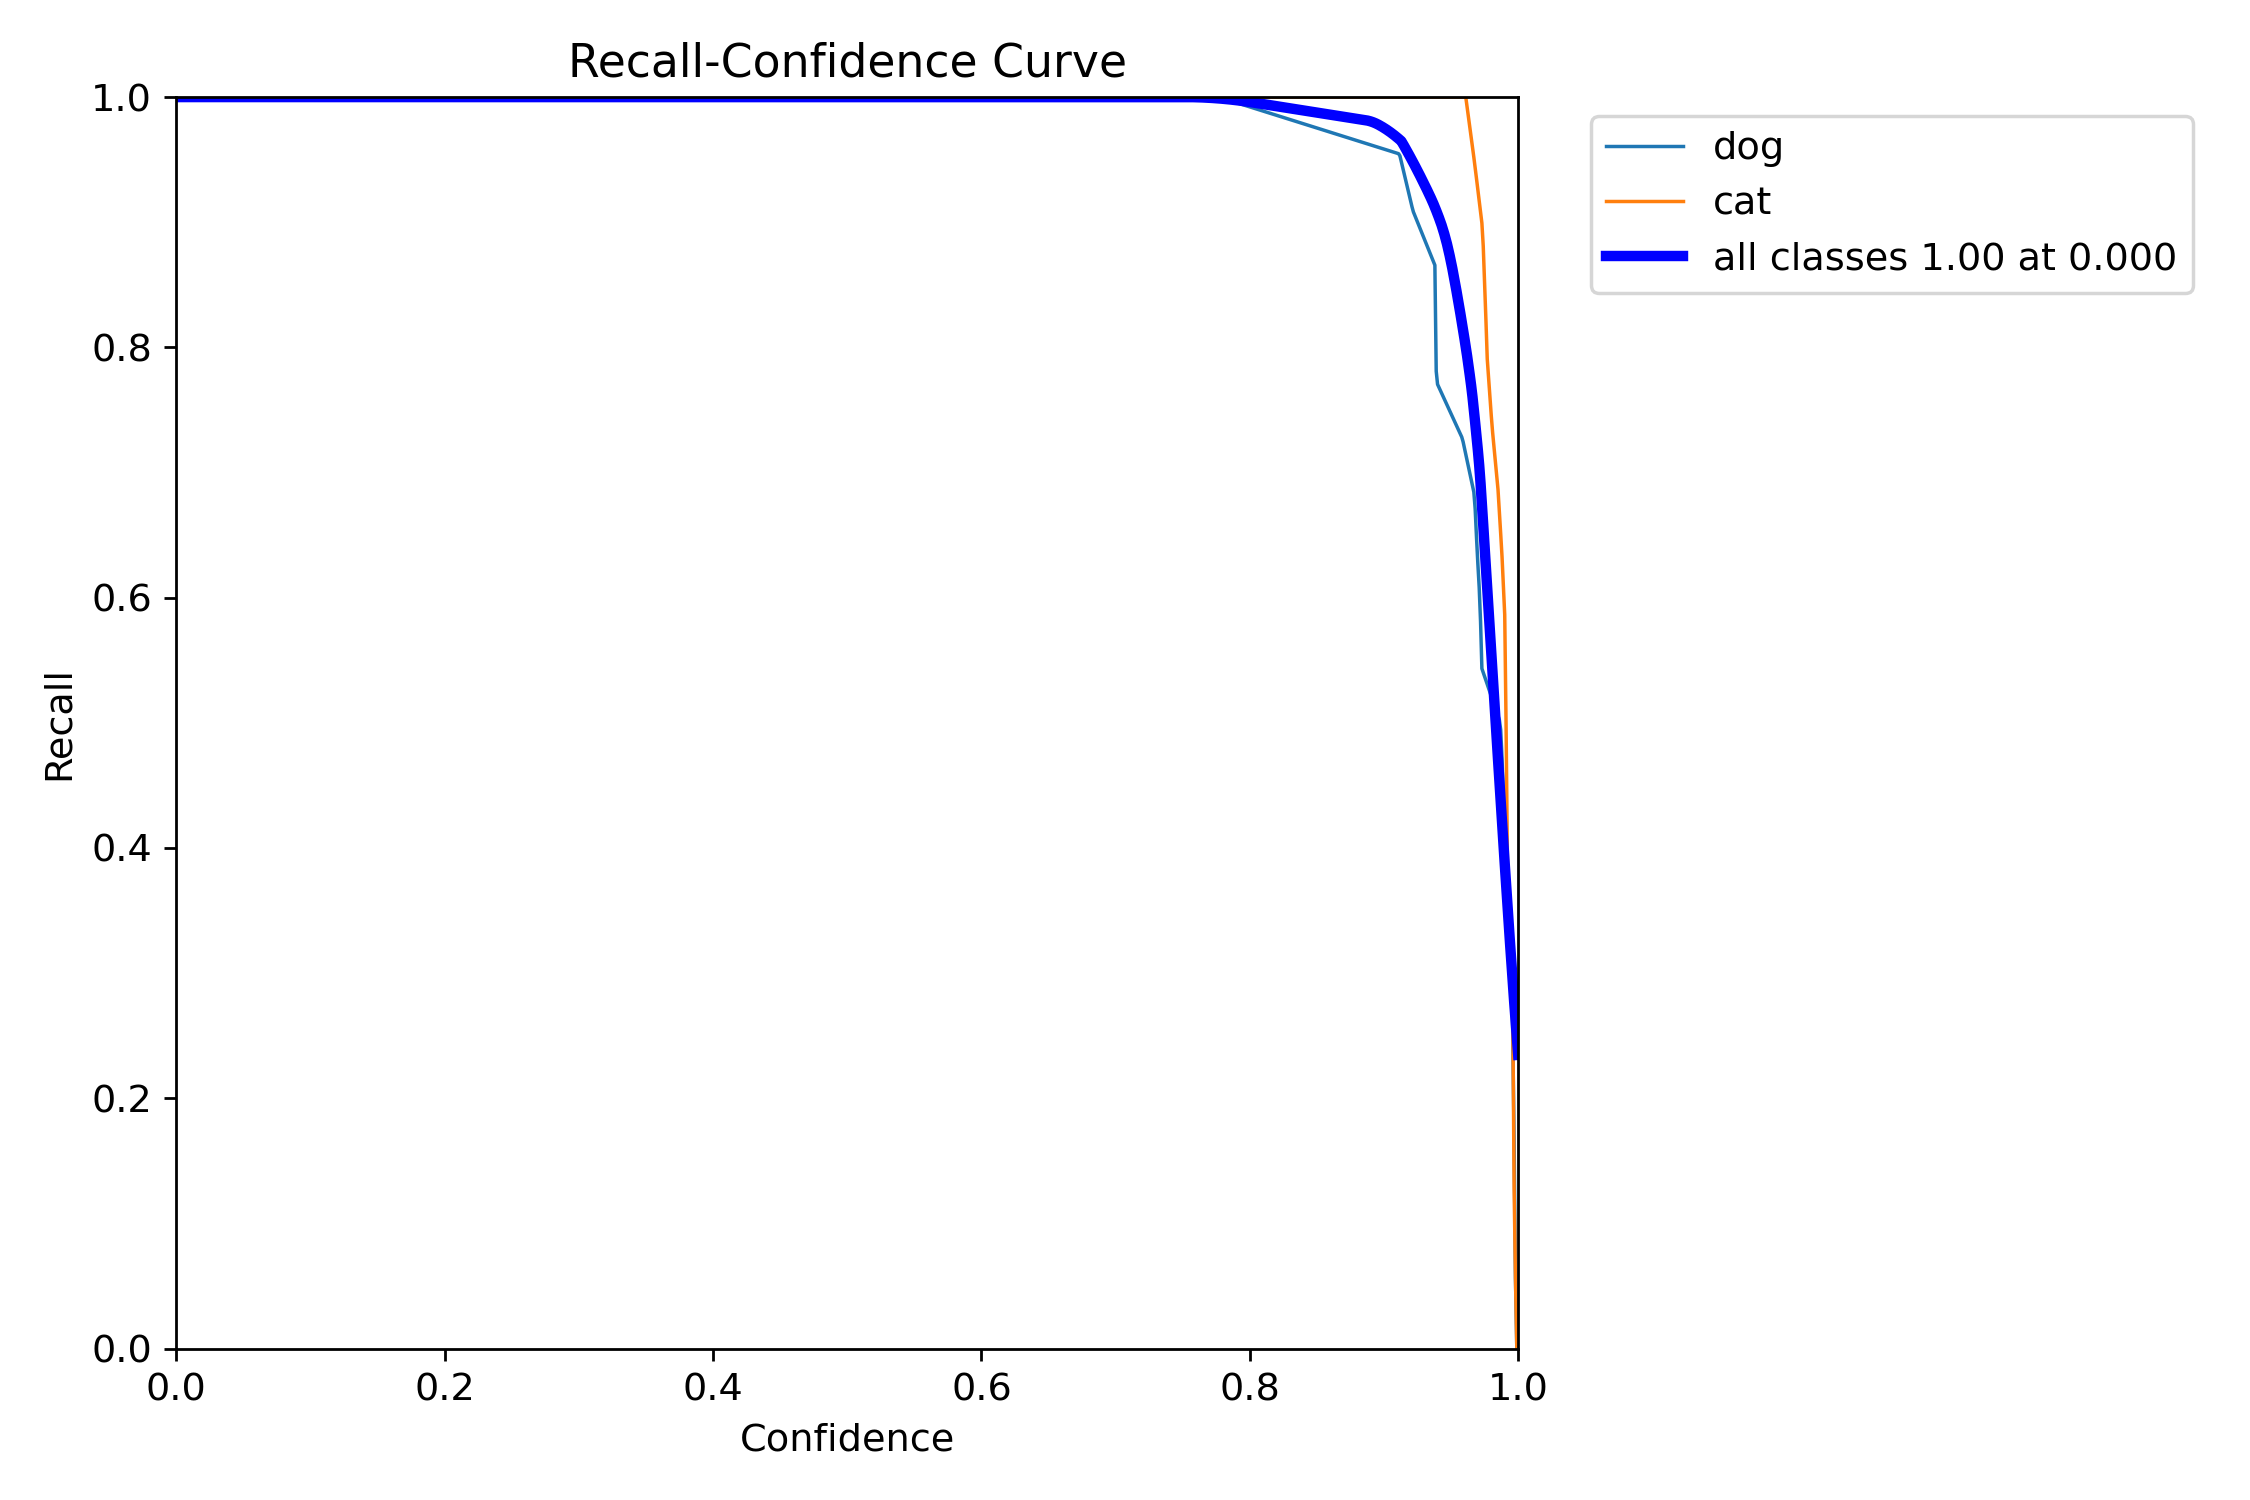 Recall-Confidence Curve
1.0
0.8
0.6
0.4
0.2
0.0
Recall
0.0 0.2 0.4 0.6 0.8 1.0
Confidence
dog
cat
all classes 1.00 at 0.000